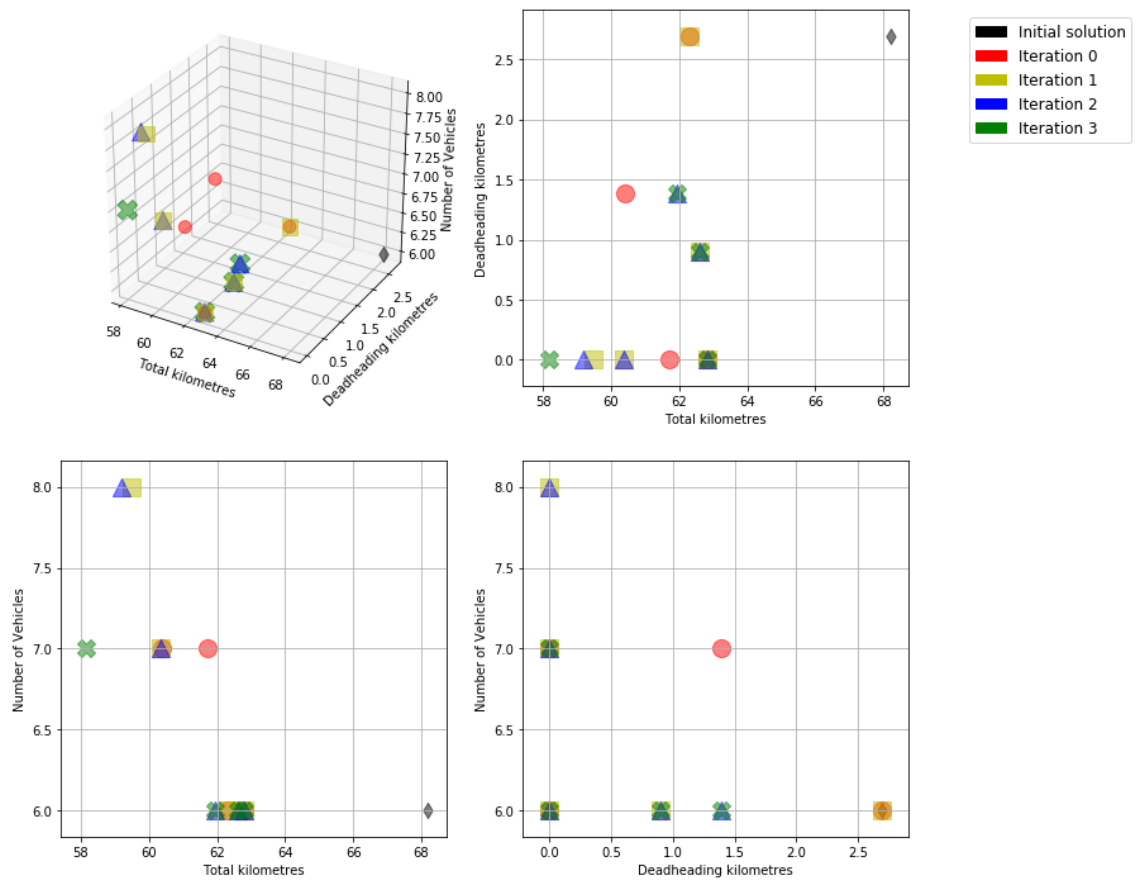 8.00
7.75
7.50
7.25
7.00
6.75
6.50
6.25
6.00
Number of Vehicles
58
60
62
64
66
68
Total kilometres
0.0
0.5
1.0
1.5
2.0
2.5
Deadheading kilometres
2.5
2.0
1.5
1.0
0.5
0.0
Deadheading kilometres
58 60 62 64 66 68
Total kilometres
Initial solution
Iteration 0
Iteration 1
Iteration 2
Iteration 3
8.0
7.5
7.0
6.5
6.0
Number of Vehicles
58 60 62 64 66 68
Total kilometres
8.0
7.5
7.0
6.5
6.0
Number of Vehicles
0.0 0.5 1.0 1.5 2.0 2.5
Deadheading kilometres